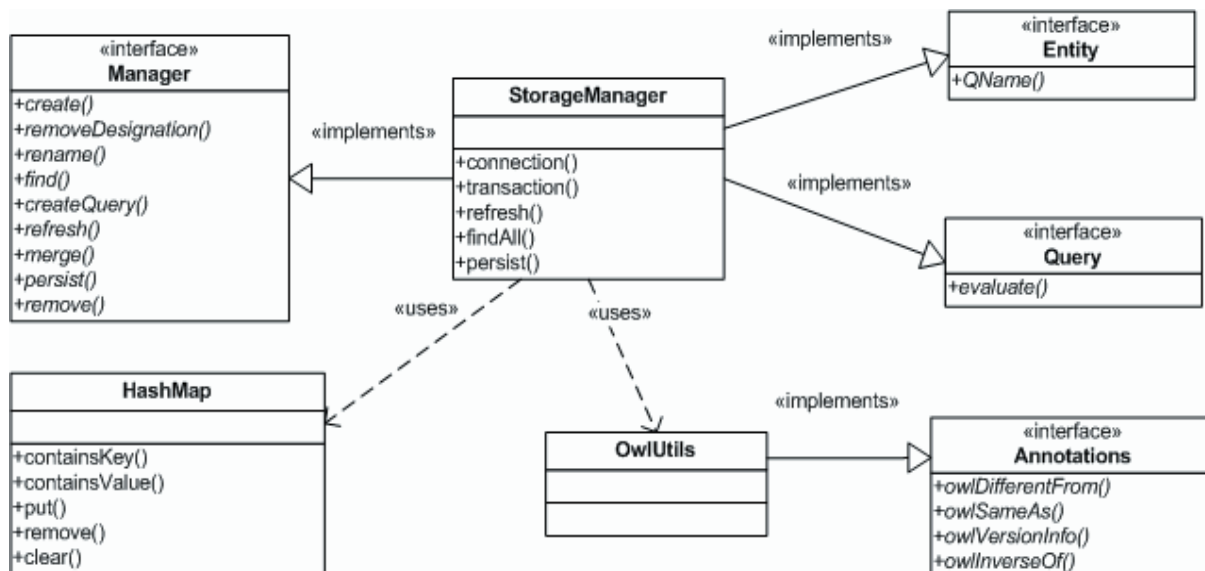 «interface»
Manager
+create()
+removeDesignation()
+rename()
+find()
+createQuery()
+refresh()
+merge()
+persist()
+remove()
«implements»
StorageManager
+connection()
+transaction()
+refresh()
+findAll()
+persist()
«implements»
«interface»
Entity
+QName()
«implements»
«interface»
Query
+evaluate()
«uses»
«uses»
HashMap
+containsKey()
+containsValue()
+put()
+remove()
+clear()
OwlUtils
«implements»
«interface»
Annotations
+owlDifferentFrom()
+owlSameAs()
+owlVersionInfo()
+owlInverseOf()